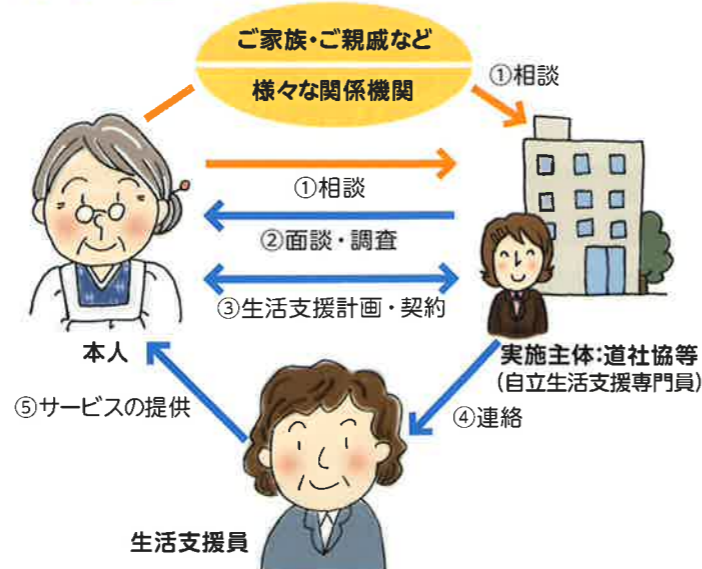 ご家族・ご親戚など
様々な関係機関
①相談
①相談
②面談・調査
③生活支援計画・契約
本人
実施主体：道社協等
（自立生活支援専門員）
⑤サービスの提供
④連絡
生活支援員